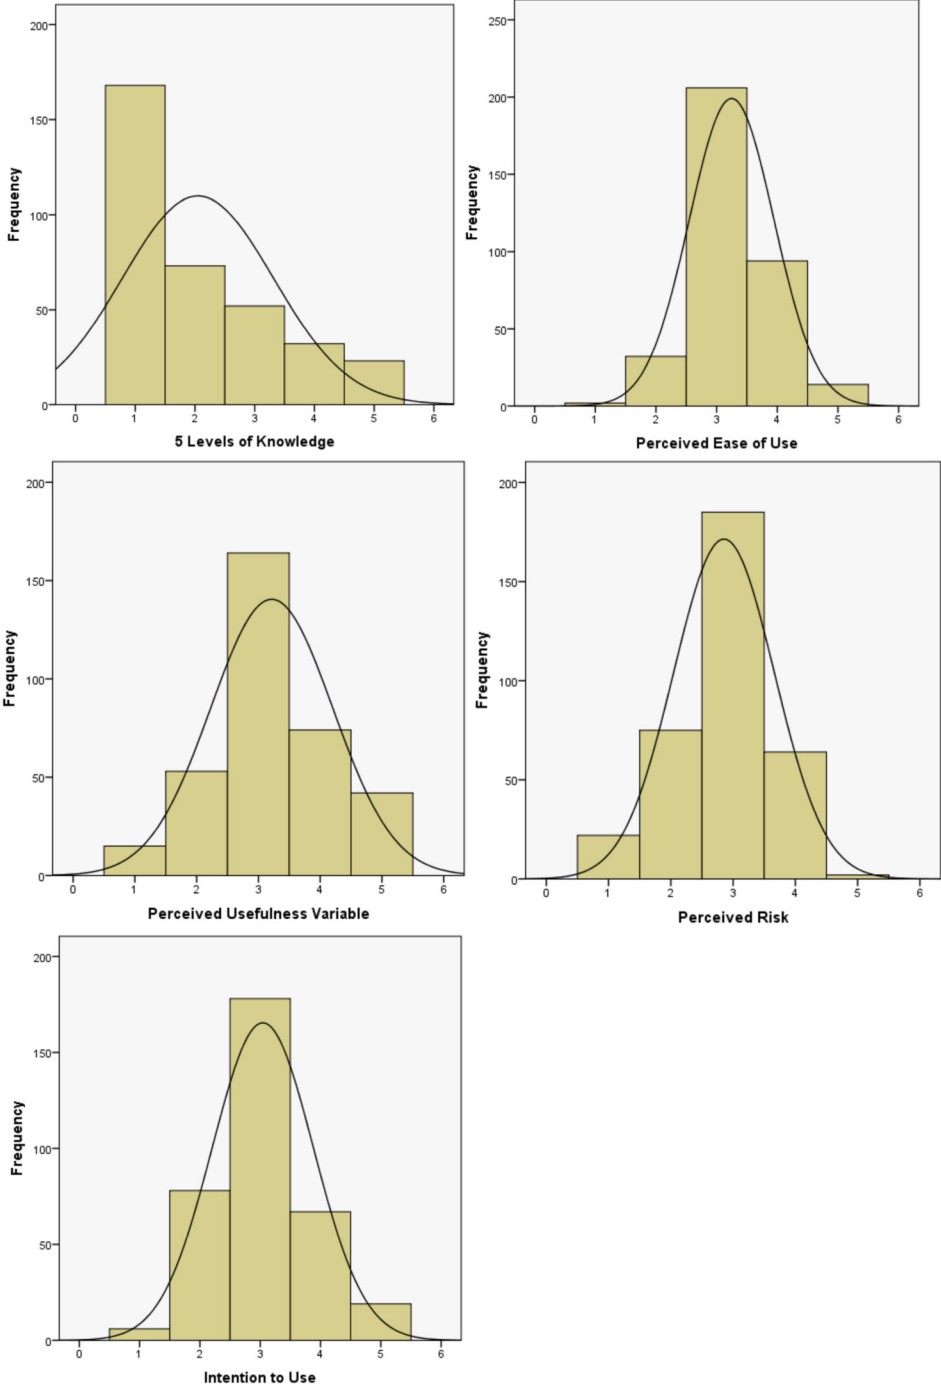 200
150
100
50
0
Frequency
0 1 2 3 4 5 6
5 Levels of Knowledge
250
200
150
100
50
0
Frequency
0 1 2 3 4 5 6
Perceived Ease of Use
200
150
100
50
0
Frequency
0 1 2 3 4 5 6
Perceived Usefulness Variable
200
150
100
50
0
Frequency
0 1 2 3 4 5 6
Perceived Risk
200
150
100
50
0
Frequency
0 1 2 3 4 5 6
Intention to Use